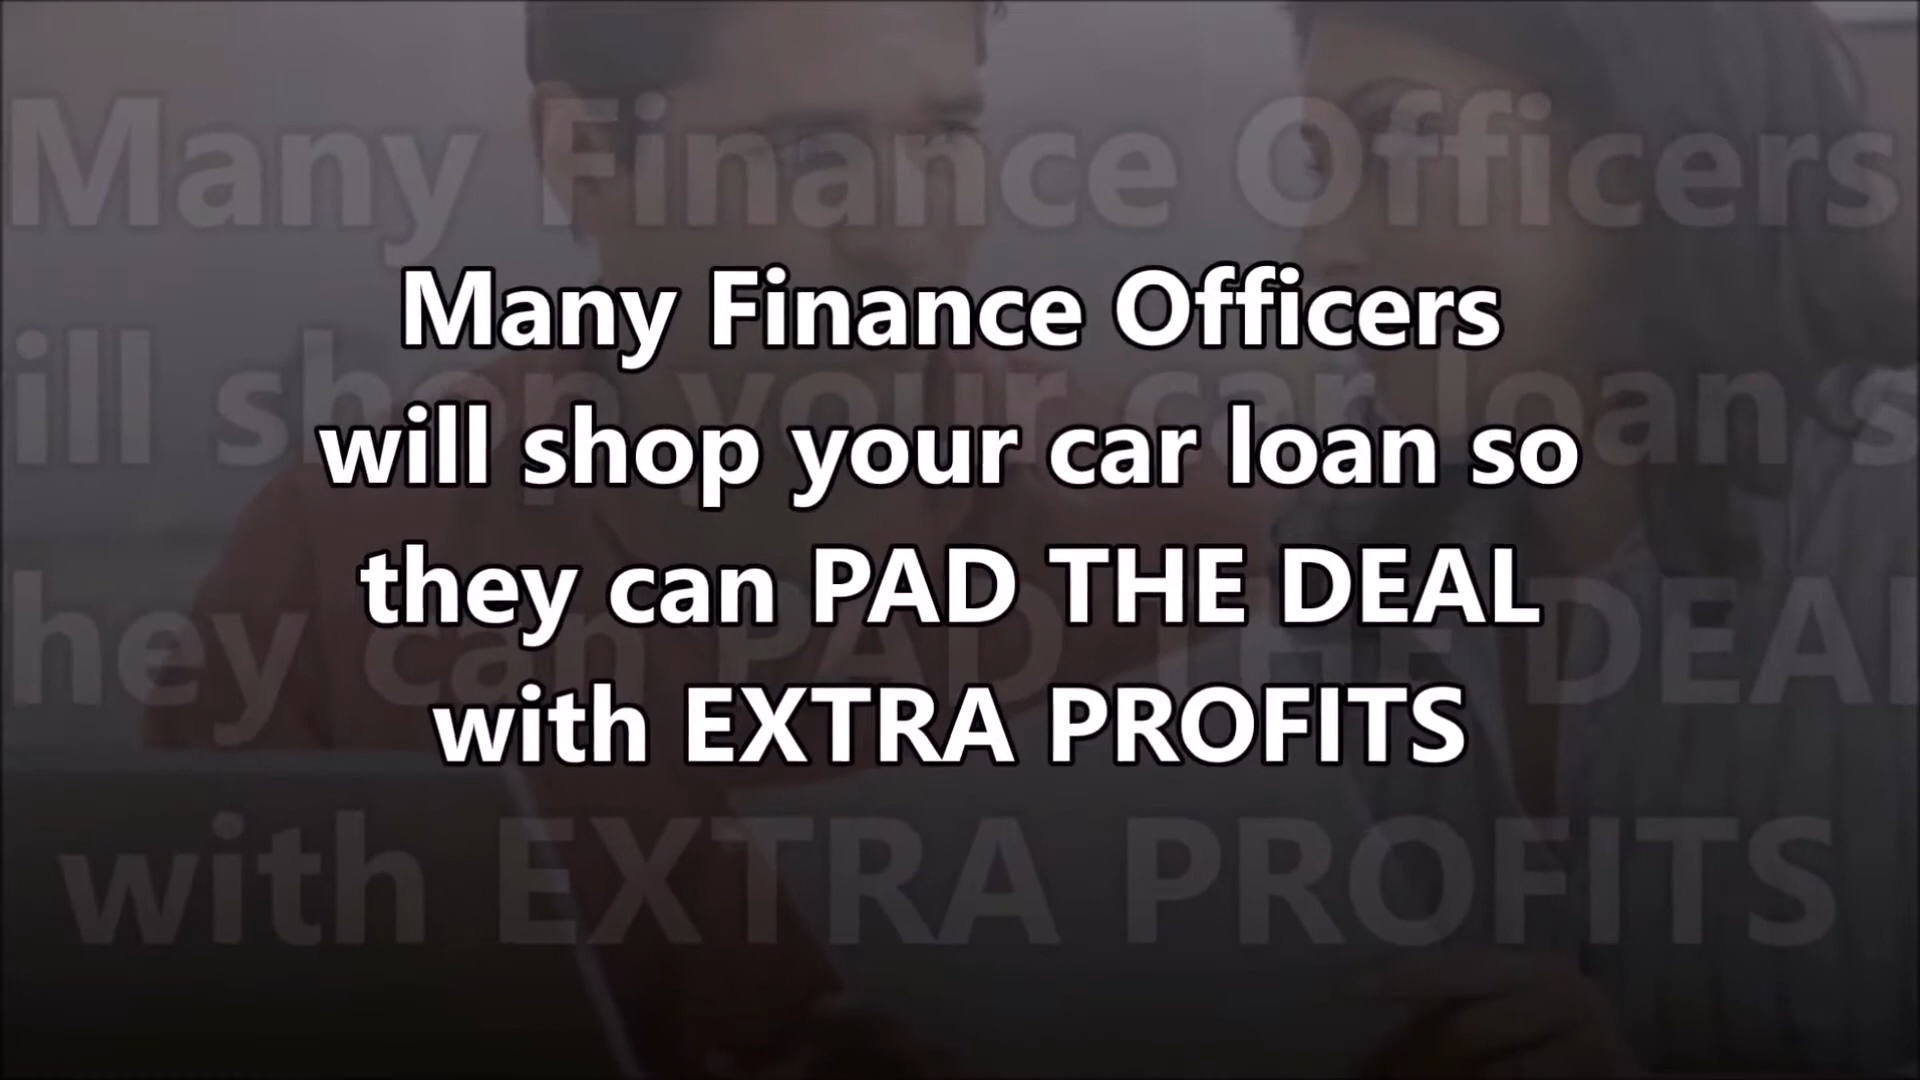 Many Finance Officers
will shop your car loan so
they can PAD THE DEAL
with EXTRA PROFITS